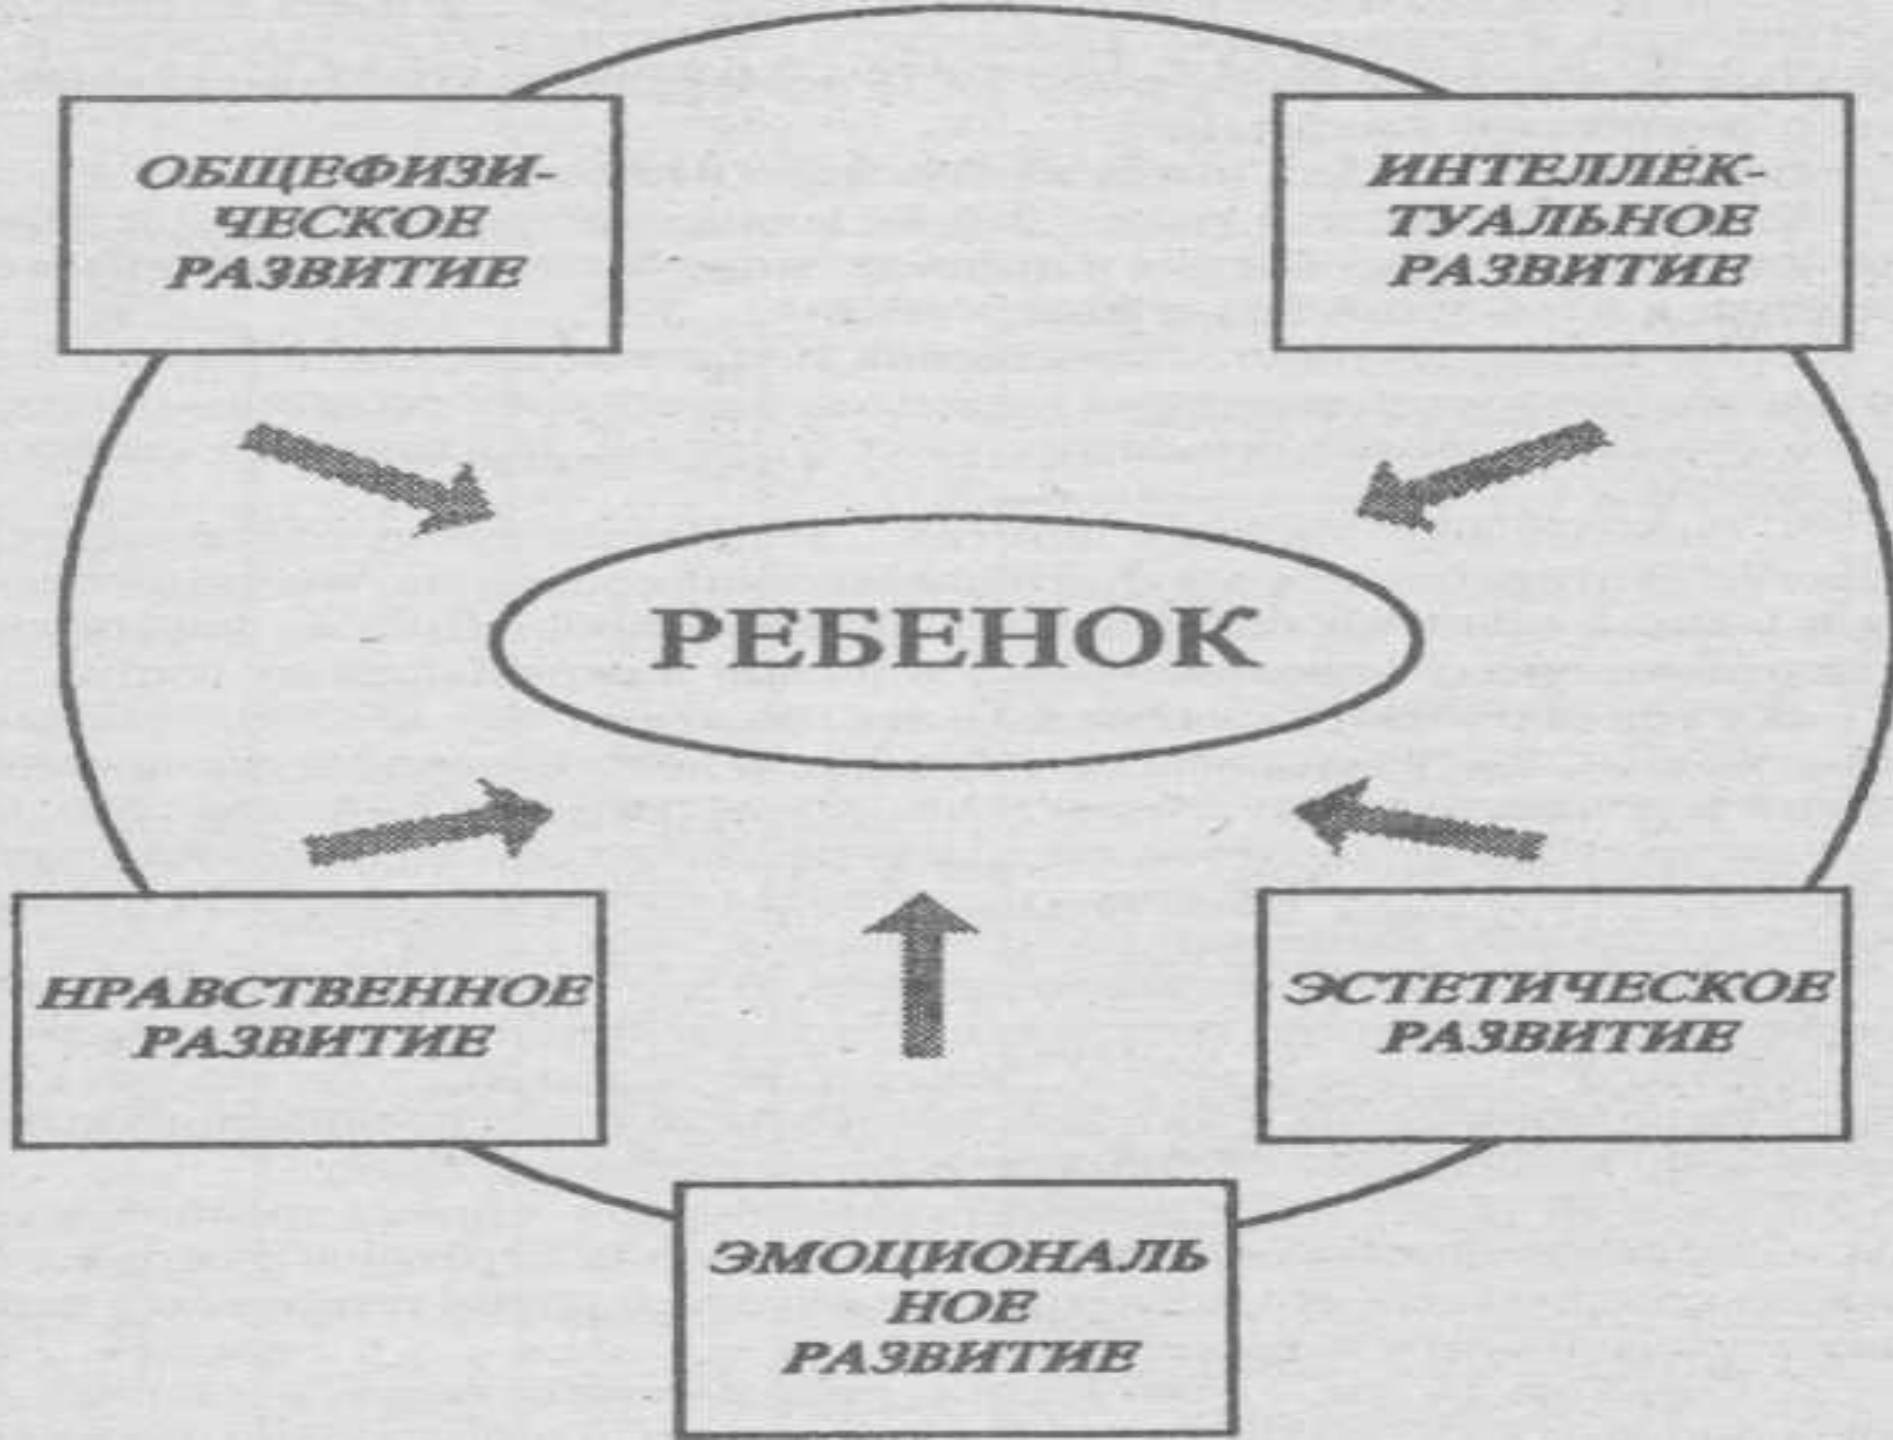 ОБЩЕФИЗИ-
ЧЕСКОЕ
РАЗВИТИЕ
ИНТЕЛЛЕК-
ТУАЛЬНОЕ
РАЗВИТИЕ
РЕБЕНОК
НРАВСТВЕННОЕ
РАЗВИТИЕ
ЭСТЕТИЧЕСКОЕ
РАЗВИТИЕ
ЭМОЦИОНАЛЬ
НОЕ
РАЗВИТИЕ